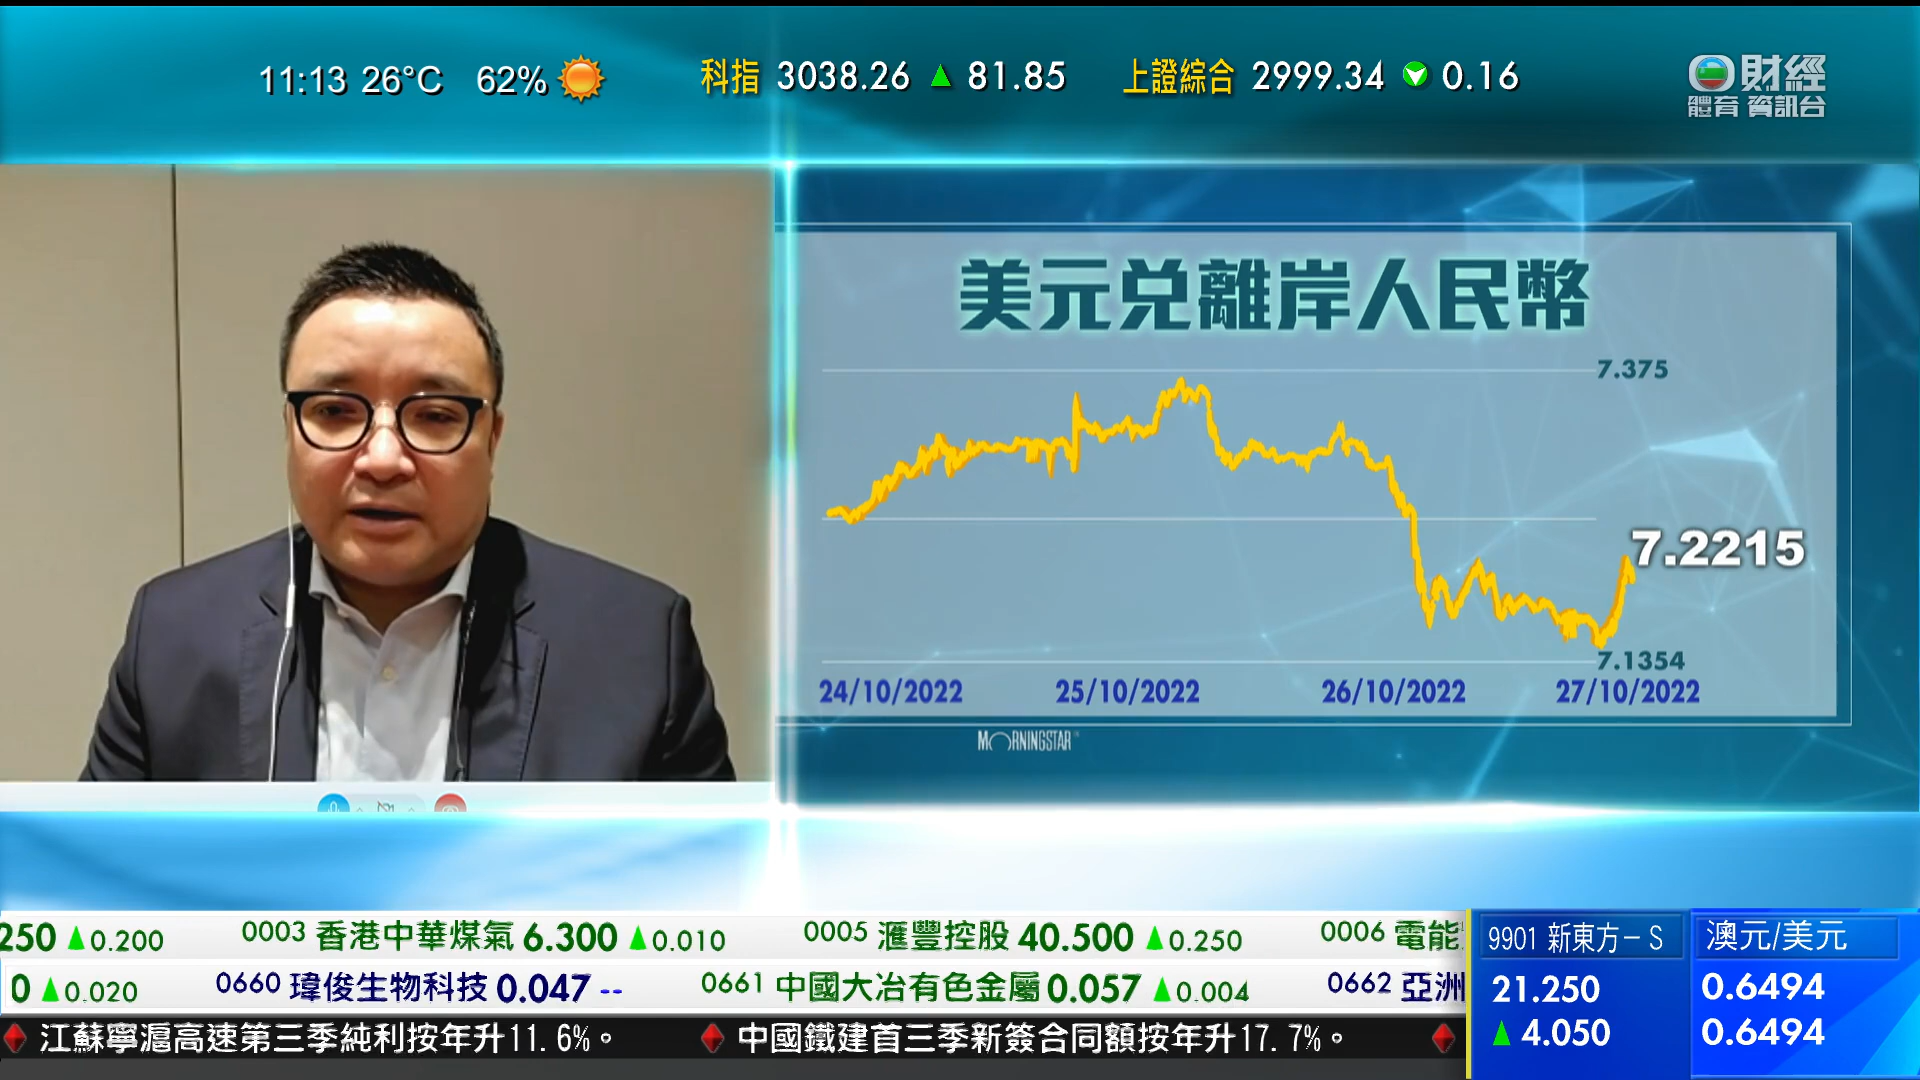 11:13 26°C 62% 科指 3038.26 ▲ 81.85 上證綜合 2999.34 ▼ 0.16
財經
體育 資訊台
美元兌離岸人民幣
7.375
7.2215
7.1354
24/10/2022 25/10/2022 26/10/2022 27/10/2022
MORNINGSTAR
250 ▲0.200 0003 香港中華煤氣 6.300 ▲0.010 0005 滙豐控股 40.500 ▲0.250 0006 電能
0 ▲0.020 0660 瑋俊生物科技 0.047 -- 0661 中國大冶有色金屬 0.057 ▲0.004 0662 亞洲
江蘇寧滬高速第三季純利按年升11.6%。 中國鐵建首三季新簽合同額按年升17.7%。
9901 新東方－S
21.250
▲ 4.050
澳元/美元
0.6494
0.6494